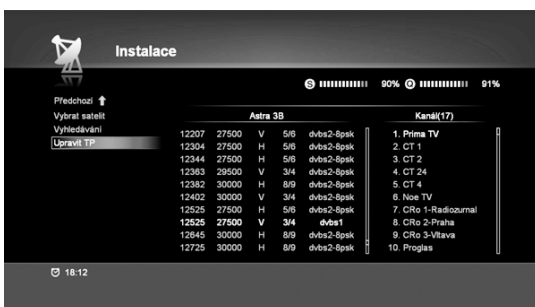 Instalace
S 90% Q 91%
Předchozí
Vybrat satelit
Vyhledávání
Upravit TP
Astra 3B
12207 27500 V 5/6 dvbs2-8psk
12304 27500 H 5/6 dvbs2-8psk
12344 27500 H 5/6 dvbs2-8psk
12363 29500 V 3/4 dvbs2-8psk
12382 30000 H 8/9 dvbs2-8psk
12402 30000 V 3/4 dvbs2-8psk
12525 27500 H 5/6 dvbs2-8psk
12525 27500 V 3/4 dvbs1
12645 30000 H 8/9 dvbs2-8psk
12725 30000 H 8/9 dvbs2-8psk
Kanál(17)
1. Prima TV
2. CT 1
3. CT 2
4. CT 24
5. CT 4
6. Noe TV
7. CRo 1-Radiozurnal
8. CRo 2-Praha
9. CRo 3-Vltava
10. Proglas
18:12